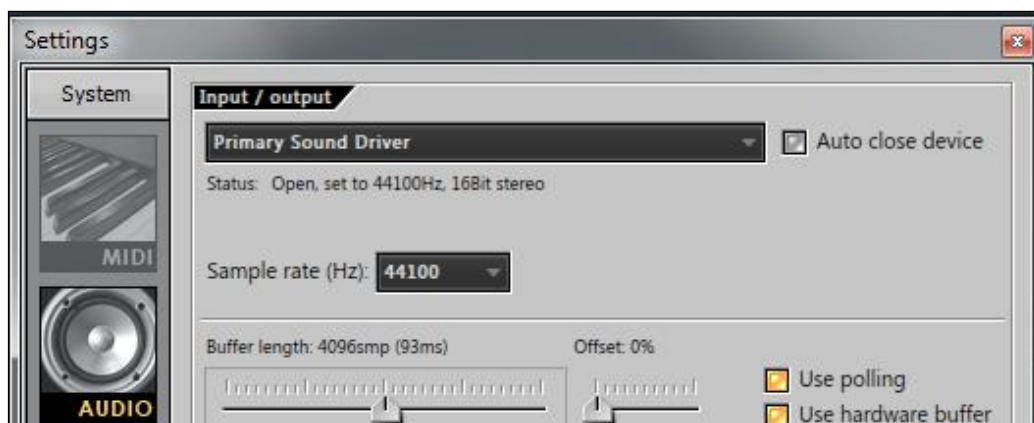 Settings
System
Input / output
Primary Sound Driver
Auto close device
Status: Open, set to 44100Hz, 16Bit stereo
MIDI
Sample rate (Hz): 44100
Buffer length: 4096smp (93ms)
Offset: 0%
Use polling
AUDIO
Use hardware buffer